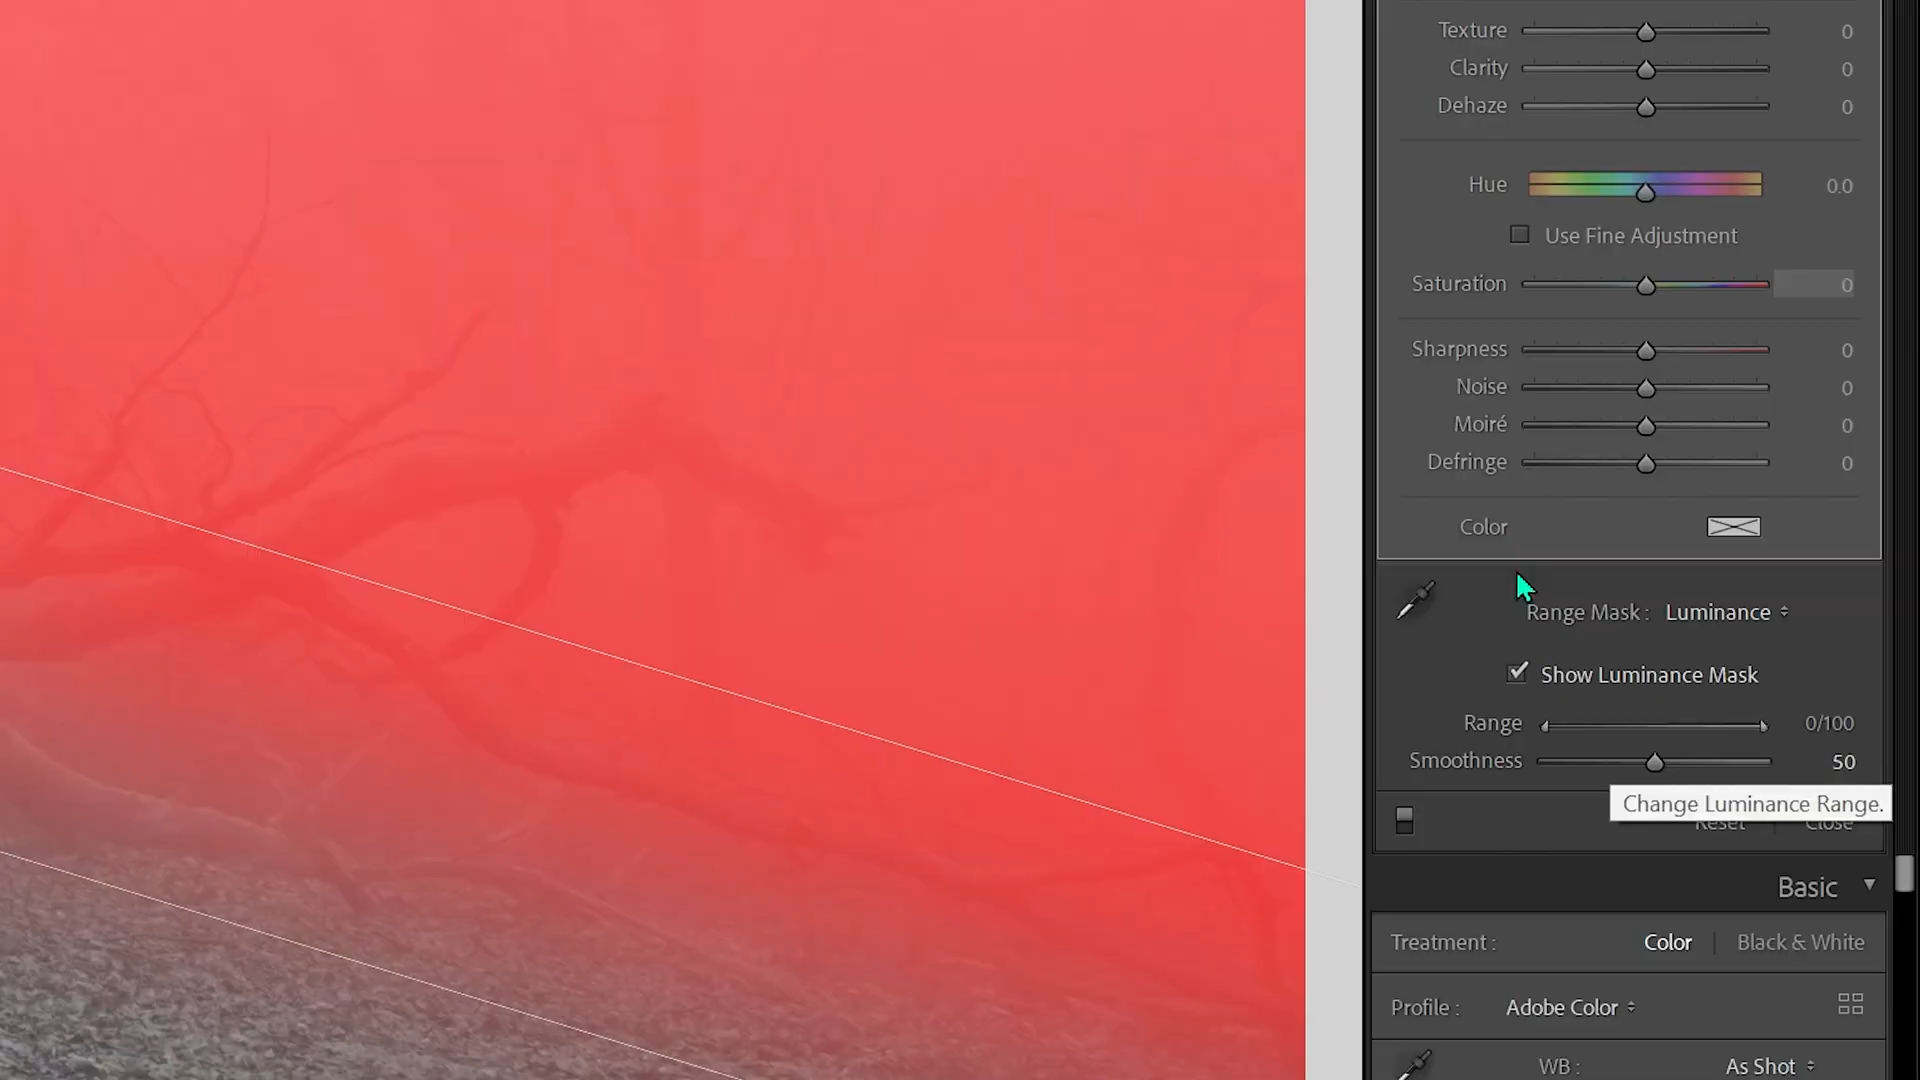 Texture 0
Clarity 0
Dehaze 0
Hue 0.0
Use Fine Adjustment
Saturation 0
Sharpness 0
Noise 0
Moiré 0
Defringe 0
Color
Range Mask : Luminance
Show Luminance Mask
Range 0/100
Smoothness 50
Change Luminance Range.
Reset Close
Basic
Treatment : Color Black & White
Profile : Adobe Color
WB : As Shot